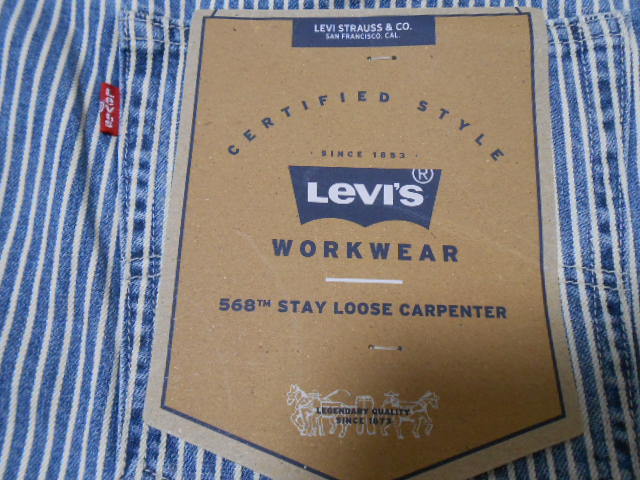 LEVI STRAUSS & CO.
SAN FRANCISCO, CAL.
CERTIFIED STYLE
· SINCE 1853 ·
LEVI'S®
WORKWEAR
568™ STAY LOOSE CARPENTER
LEGENDARY QUALITY
SINCE 1873
LEVI'S